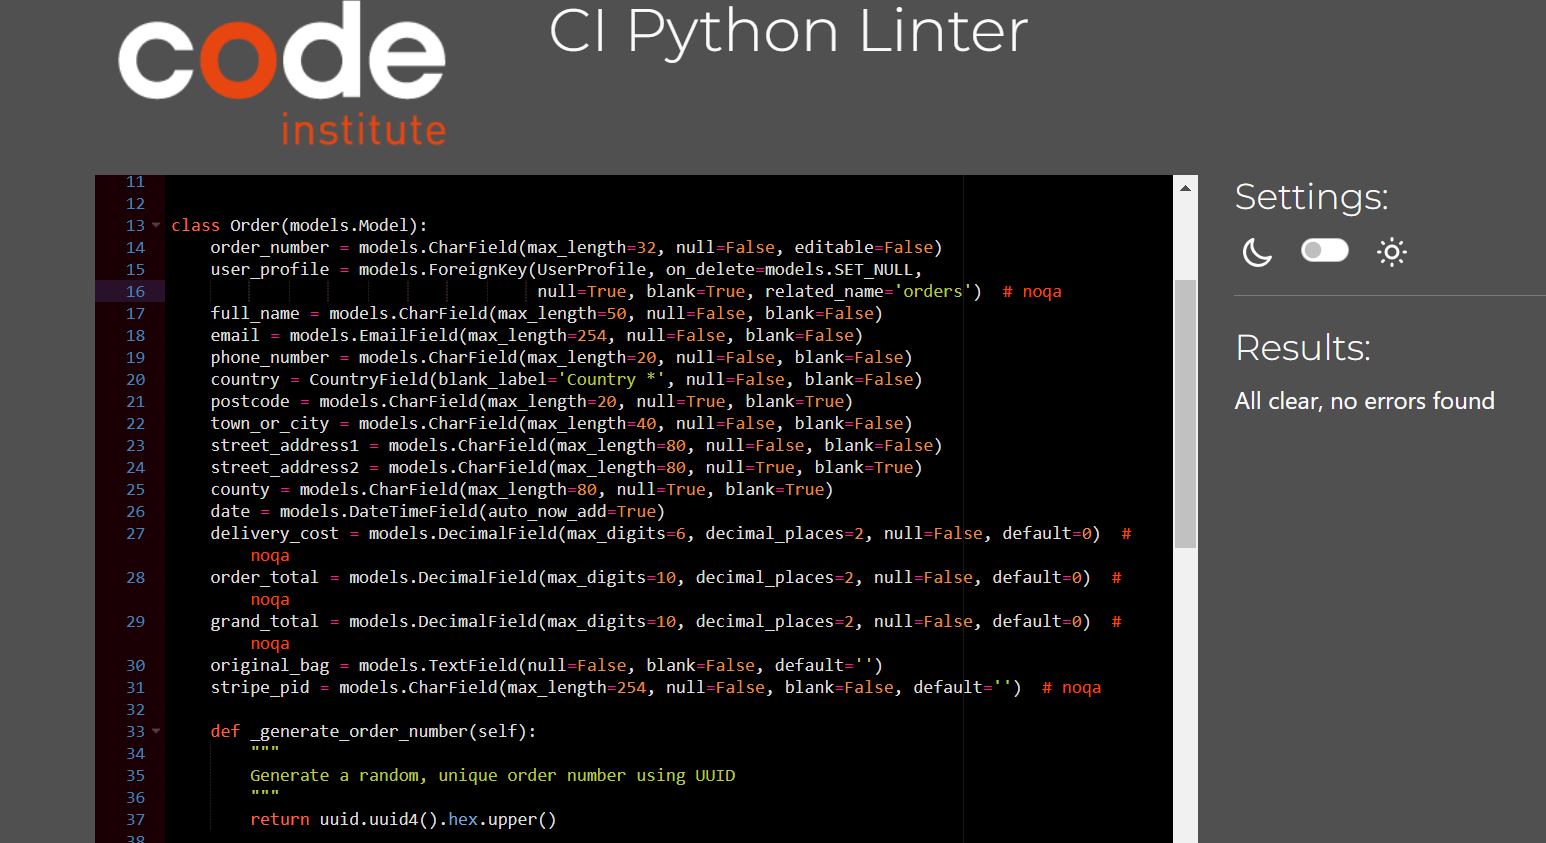 code
institute
CI Python Linter
11
12
13 class Order(models.Model):
14 order_number = models.CharField(max_length=32, null=False, editable=False)
15 user_profile = models.ForeignKey(UserProfile, on_delete=models.SET_NULL,
16 null=True, blank=True, related_name='orders')  # noqa
17 full_name = models.CharField(max_length=50, null=False, blank=False)
18 email = models.EmailField(max_length=254, null=False, blank=False)
19 phone_number = models.CharField(max_length=20, null=False, blank=False)
20 country = CountryField(blank_label='Country *', null=False, blank=False)
21 postcode = models.CharField(max_length=20, null=True, blank=True)
22 town_or_city = models.CharField(max_length=40, null=False, blank=False)
23 street_address1 = models.CharField(max_length=80, null=False, blank=False)
24 street_address2 = models.CharField(max_length=80, null=True, blank=True)
25 county = models.CharField(max_length=80, null=True, blank=True)
26 date = models.DateTimeField(auto_now_add=True)
27 delivery_cost = models.DecimalField(max_digits=6, decimal_places=2, null=False, default=0)  #
noqa
28 order_total = models.DecimalField(max_digits=10, decimal_places=2, null=False, default=0)  #
noqa
29 grand_total = models.DecimalField(max_digits=10, decimal_places=2, null=False, default=0)  #
noqa
30 original_bag = models.TextField(null=False, blank=False, default='')
31 stripe_pid = models.CharField(max_length=254, null=False, blank=False, default='')  # noqa
32
33 def _generate_order_number(self):
34 """
35 Generate a random, unique order number using UUID
36 """
37 return uuid.uuid4().hex.upper()
38
Settings:
Results:
All clear, no errors found